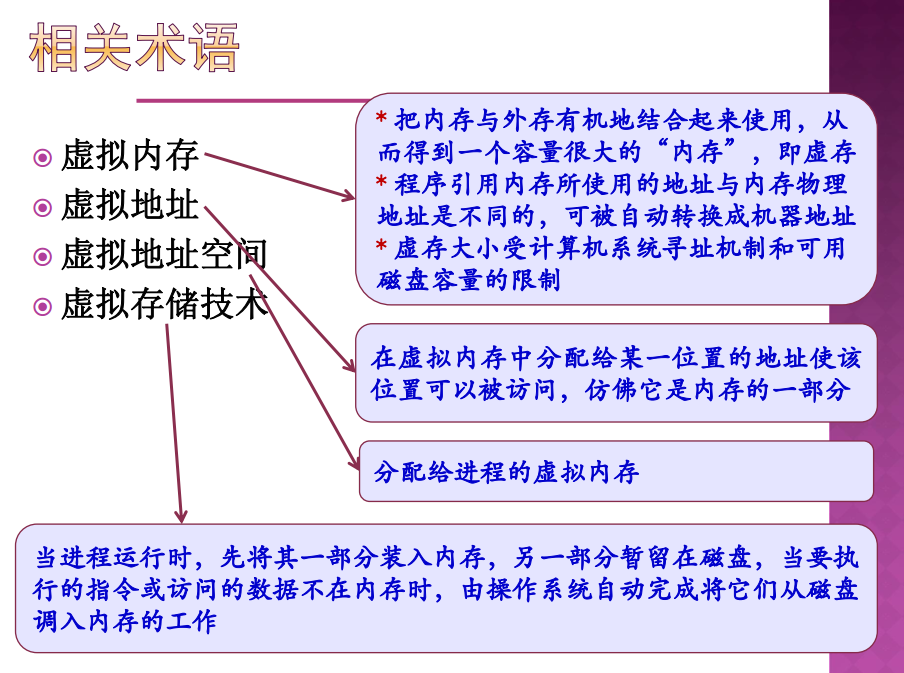 相关术语
虚拟内存
虚拟地址
虚拟地址空间
虚拟存储技术
* 把内存与外存有机地结合起来使用，从
而得到一个容量很大的“内存”，即虚存
* 程序引用内存所使用的地址与内存物理
地址是不同的，可被自动转换成机器地址
* 虚存大小受计算机系统寻址机制和可用
磁盘容量的限制
在虚拟内存中分配给某一位置的地址使该
位置可以被访问，仿佛它是内存的一部分
分配给进程的虚拟内存
当进程运行时，先将其一部分装入内存，另一部分暂留在磁盘，当要执
行的指令或访问的数据不在内存时，由操作系统自动完成将它们从磁盘
调入内存的工作